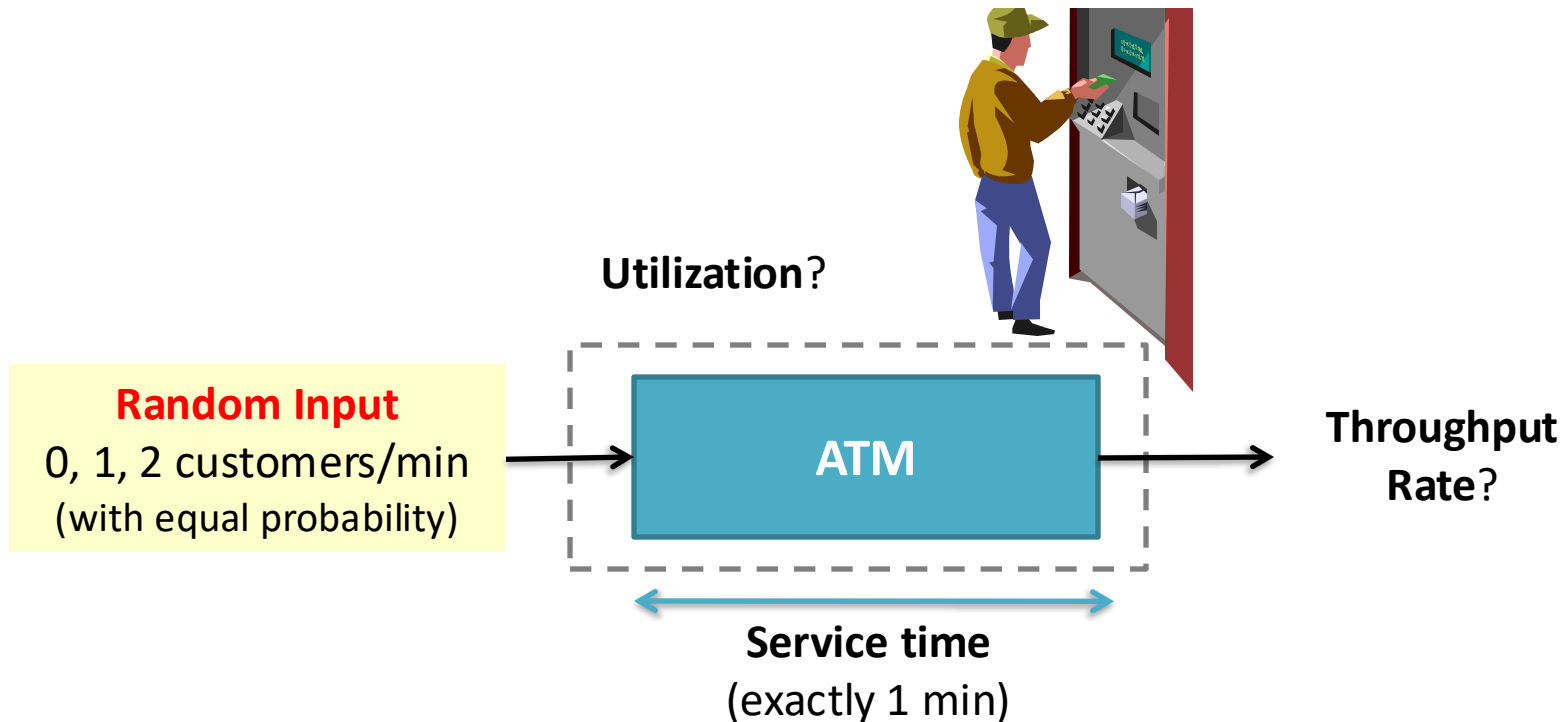 Utilization?
Random Input
0, 1, 2 customers/min
(with equal probability)
ATM
Throughput
Rate?
Service time
(exactly 1 min)